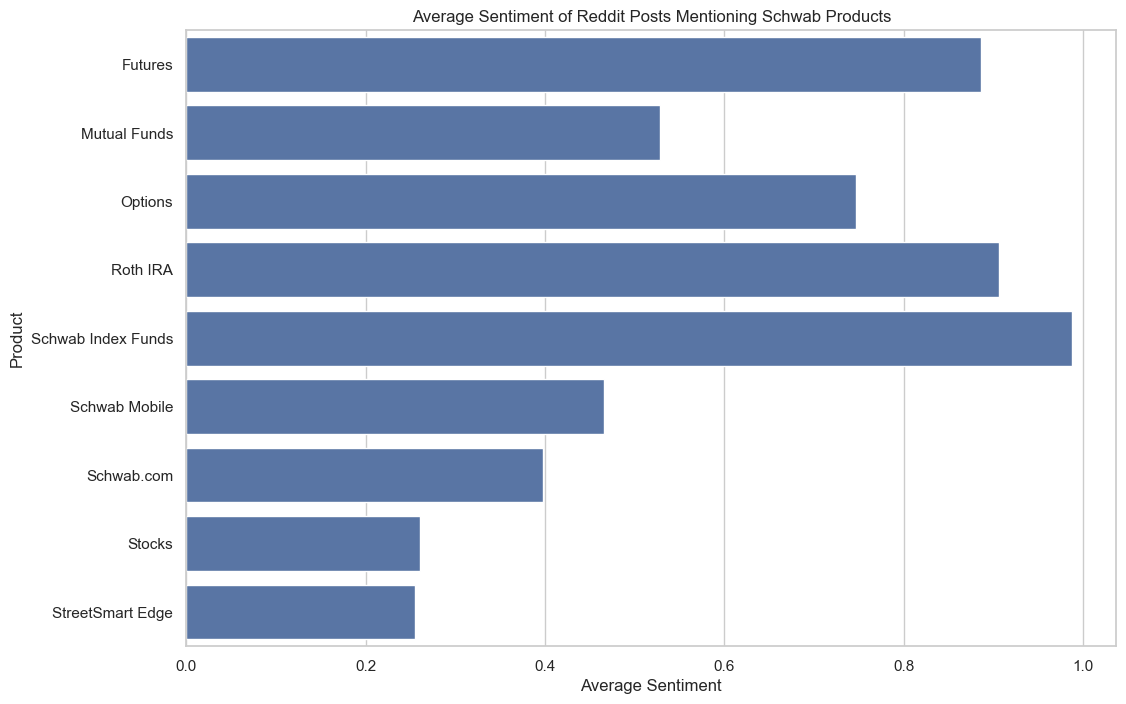 Average Sentiment of Reddit Posts Mentioning Schwab Products
Product
Futures
Mutual Funds
Options
Roth IRA
Schwab Index Funds
Schwab Mobile
Schwab.com
Stocks
StreetSmart Edge
0.0 0.2 0.4 0.6 0.8 1.0
Average Sentiment